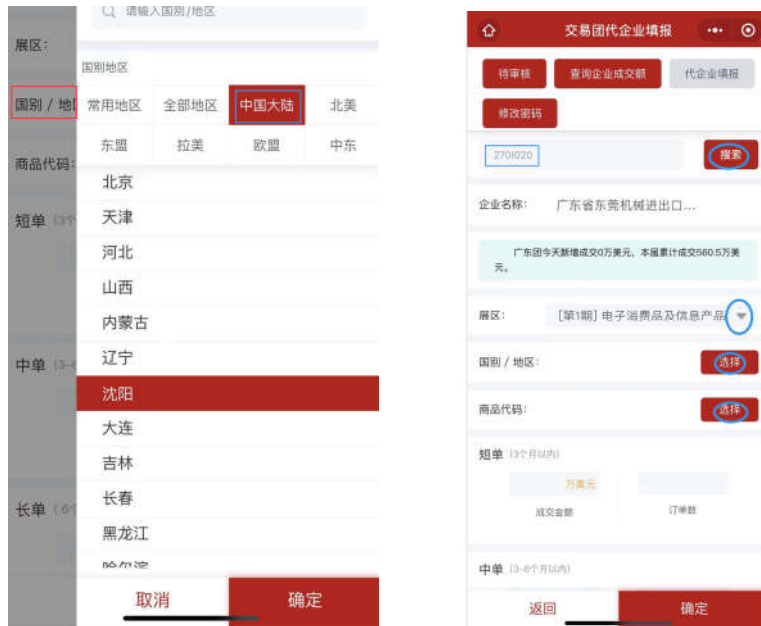 请输入国别/地区
展区：
国别地区
国别 / 地
常用地区 全部地区 中国大陆 北美
东盟 拉美 欧盟 中东
商品代码：
北京
天津
短单（3个
河北
山西
内蒙古
辽宁
中单（3-6
沈阳
大连
吉林
长春
长单（6个
黑龙江
哈尔滨
取消 确定
交易团代企业填报
待审核 查询企业成交额 代企业填报
修改密码
270I020 搜索
企业名称： 广东省东莞机械进出口...
广东团今天新增成交0万美元，本届累计成交560.5万美
元。
展区： [第1期] 电子消费品及信息产品
国别 / 地区： 选择
商品代码： 选择
短单（3个月以内）
万美元
成交金额 订单数
中单（3-6个月以内）
返回 确定